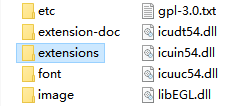 etc
extension-doc
extensions
font
image
gpl-3.0.txt
icudt54.dll
icuin54.dll
icuuc54.dll
libEGL.dll